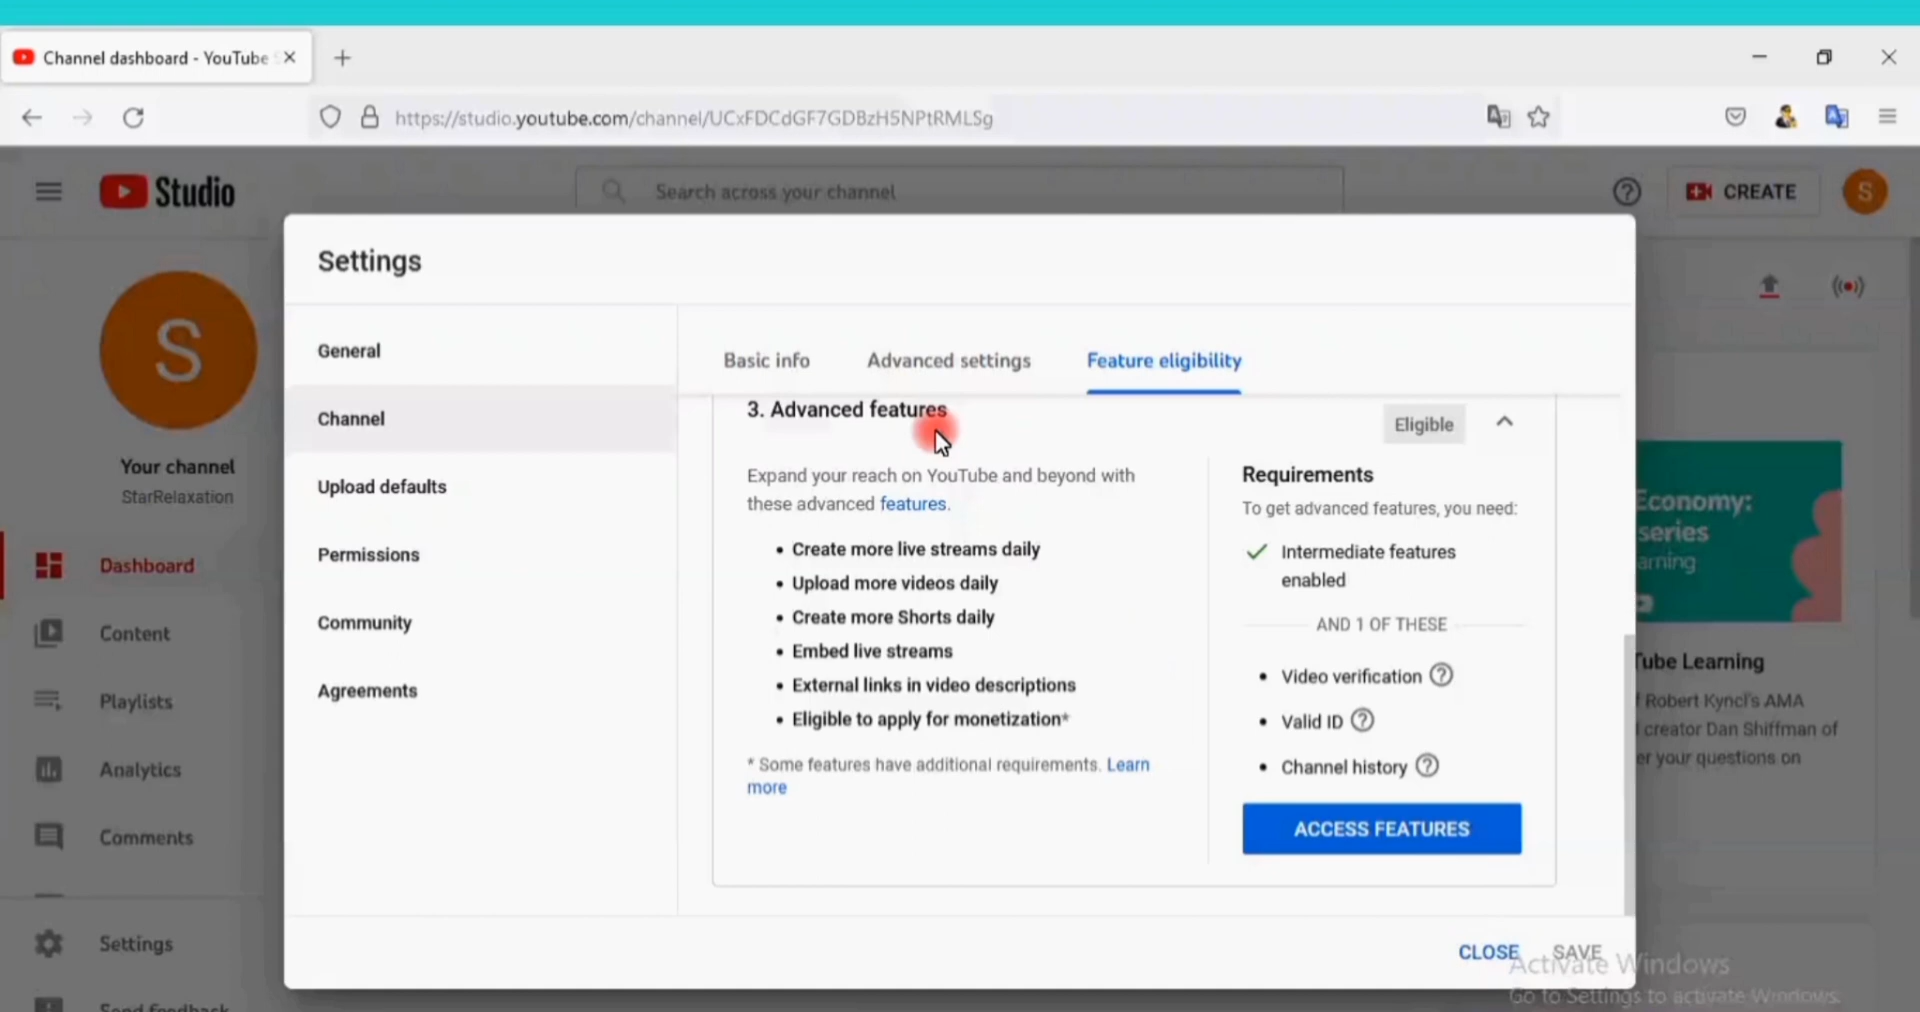 Channel dashboard - YouTube S
https://studio.youtube.com/channel/UCxFDCdGF7GDBzH5NPtRMLSg
Studio
Search across your channel
CREATE
S
Settings
S
Your channel
StarRelaxation
Dashboard
Content
Playlists
Analytics
Comments
Settings
Send feedback
General
Channel
Upload defaults
Permissions
Community
Agreements
Basic info
Advanced settings
Feature eligibility
3. Advanced features
Eligible
Expand your reach on YouTube and beyond with
these advanced features.
• Create more live streams daily
• Upload more videos daily
• Create more Shorts daily
• Embed live streams
• External links in video descriptions
• Eligible to apply for monetization*
* Some features have additional requirements. Learn
more
Requirements
To get advanced features, you need:
Intermediate features
enabled
AND 1 OF THESE
• Video verification
• Valid ID
• Channel history
ACCESS FEATURES
CLOSE
SAVE
Economy:
series
arning
Tube Learning
Robert Kyncl's AMA
creator Dan Shiffman of
er your questions on
Activate Windows
Go to Settings to activate Windows.